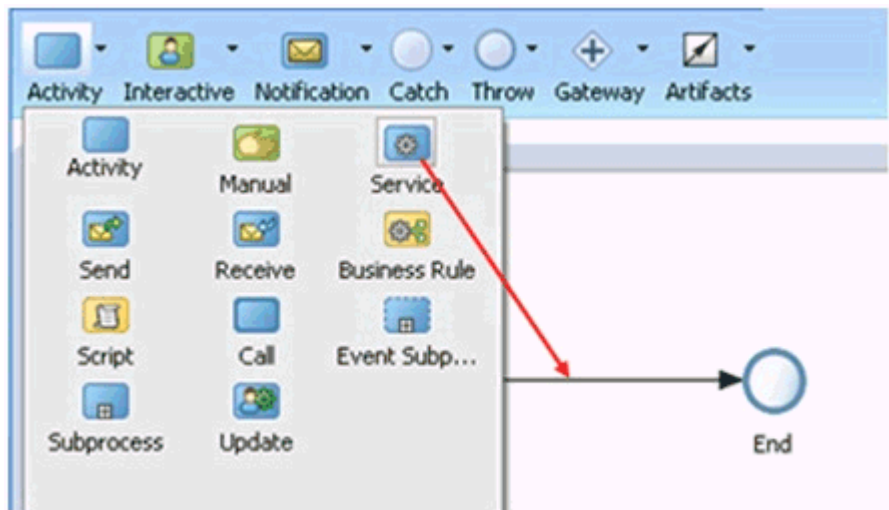 Activity Interactive Notification Catch Throw Gateway Artifacts
Activity Manual Service
Send Receive Business Rule
Script Call Event Subp...
Subprocess Update
End